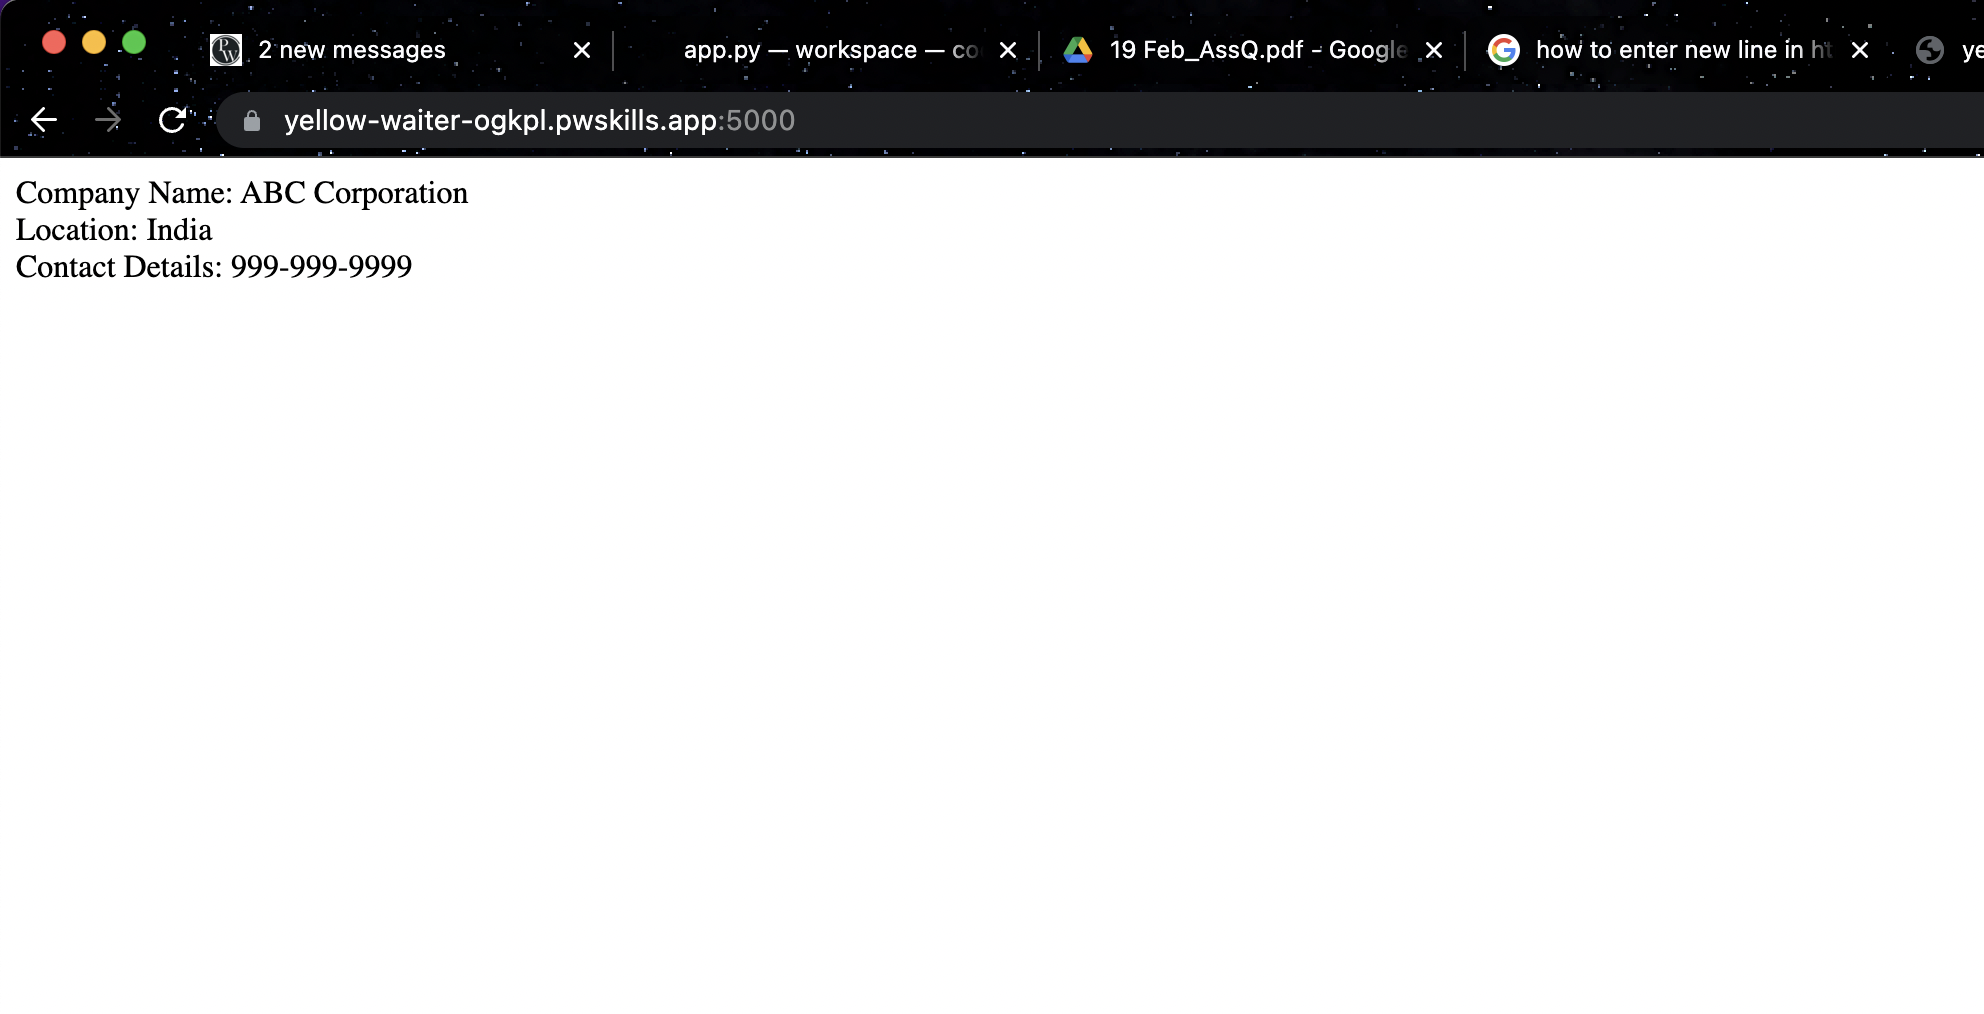 2 new messages
app.py — workspace — co
19 Feb_AssQ.pdf - Google
how to enter new line in ht
ye
yellow-waiter-ogkpl.pwskills.app:5000
Company Name: ABC Corporation
Location: India
Contact Details: 999-999-9999